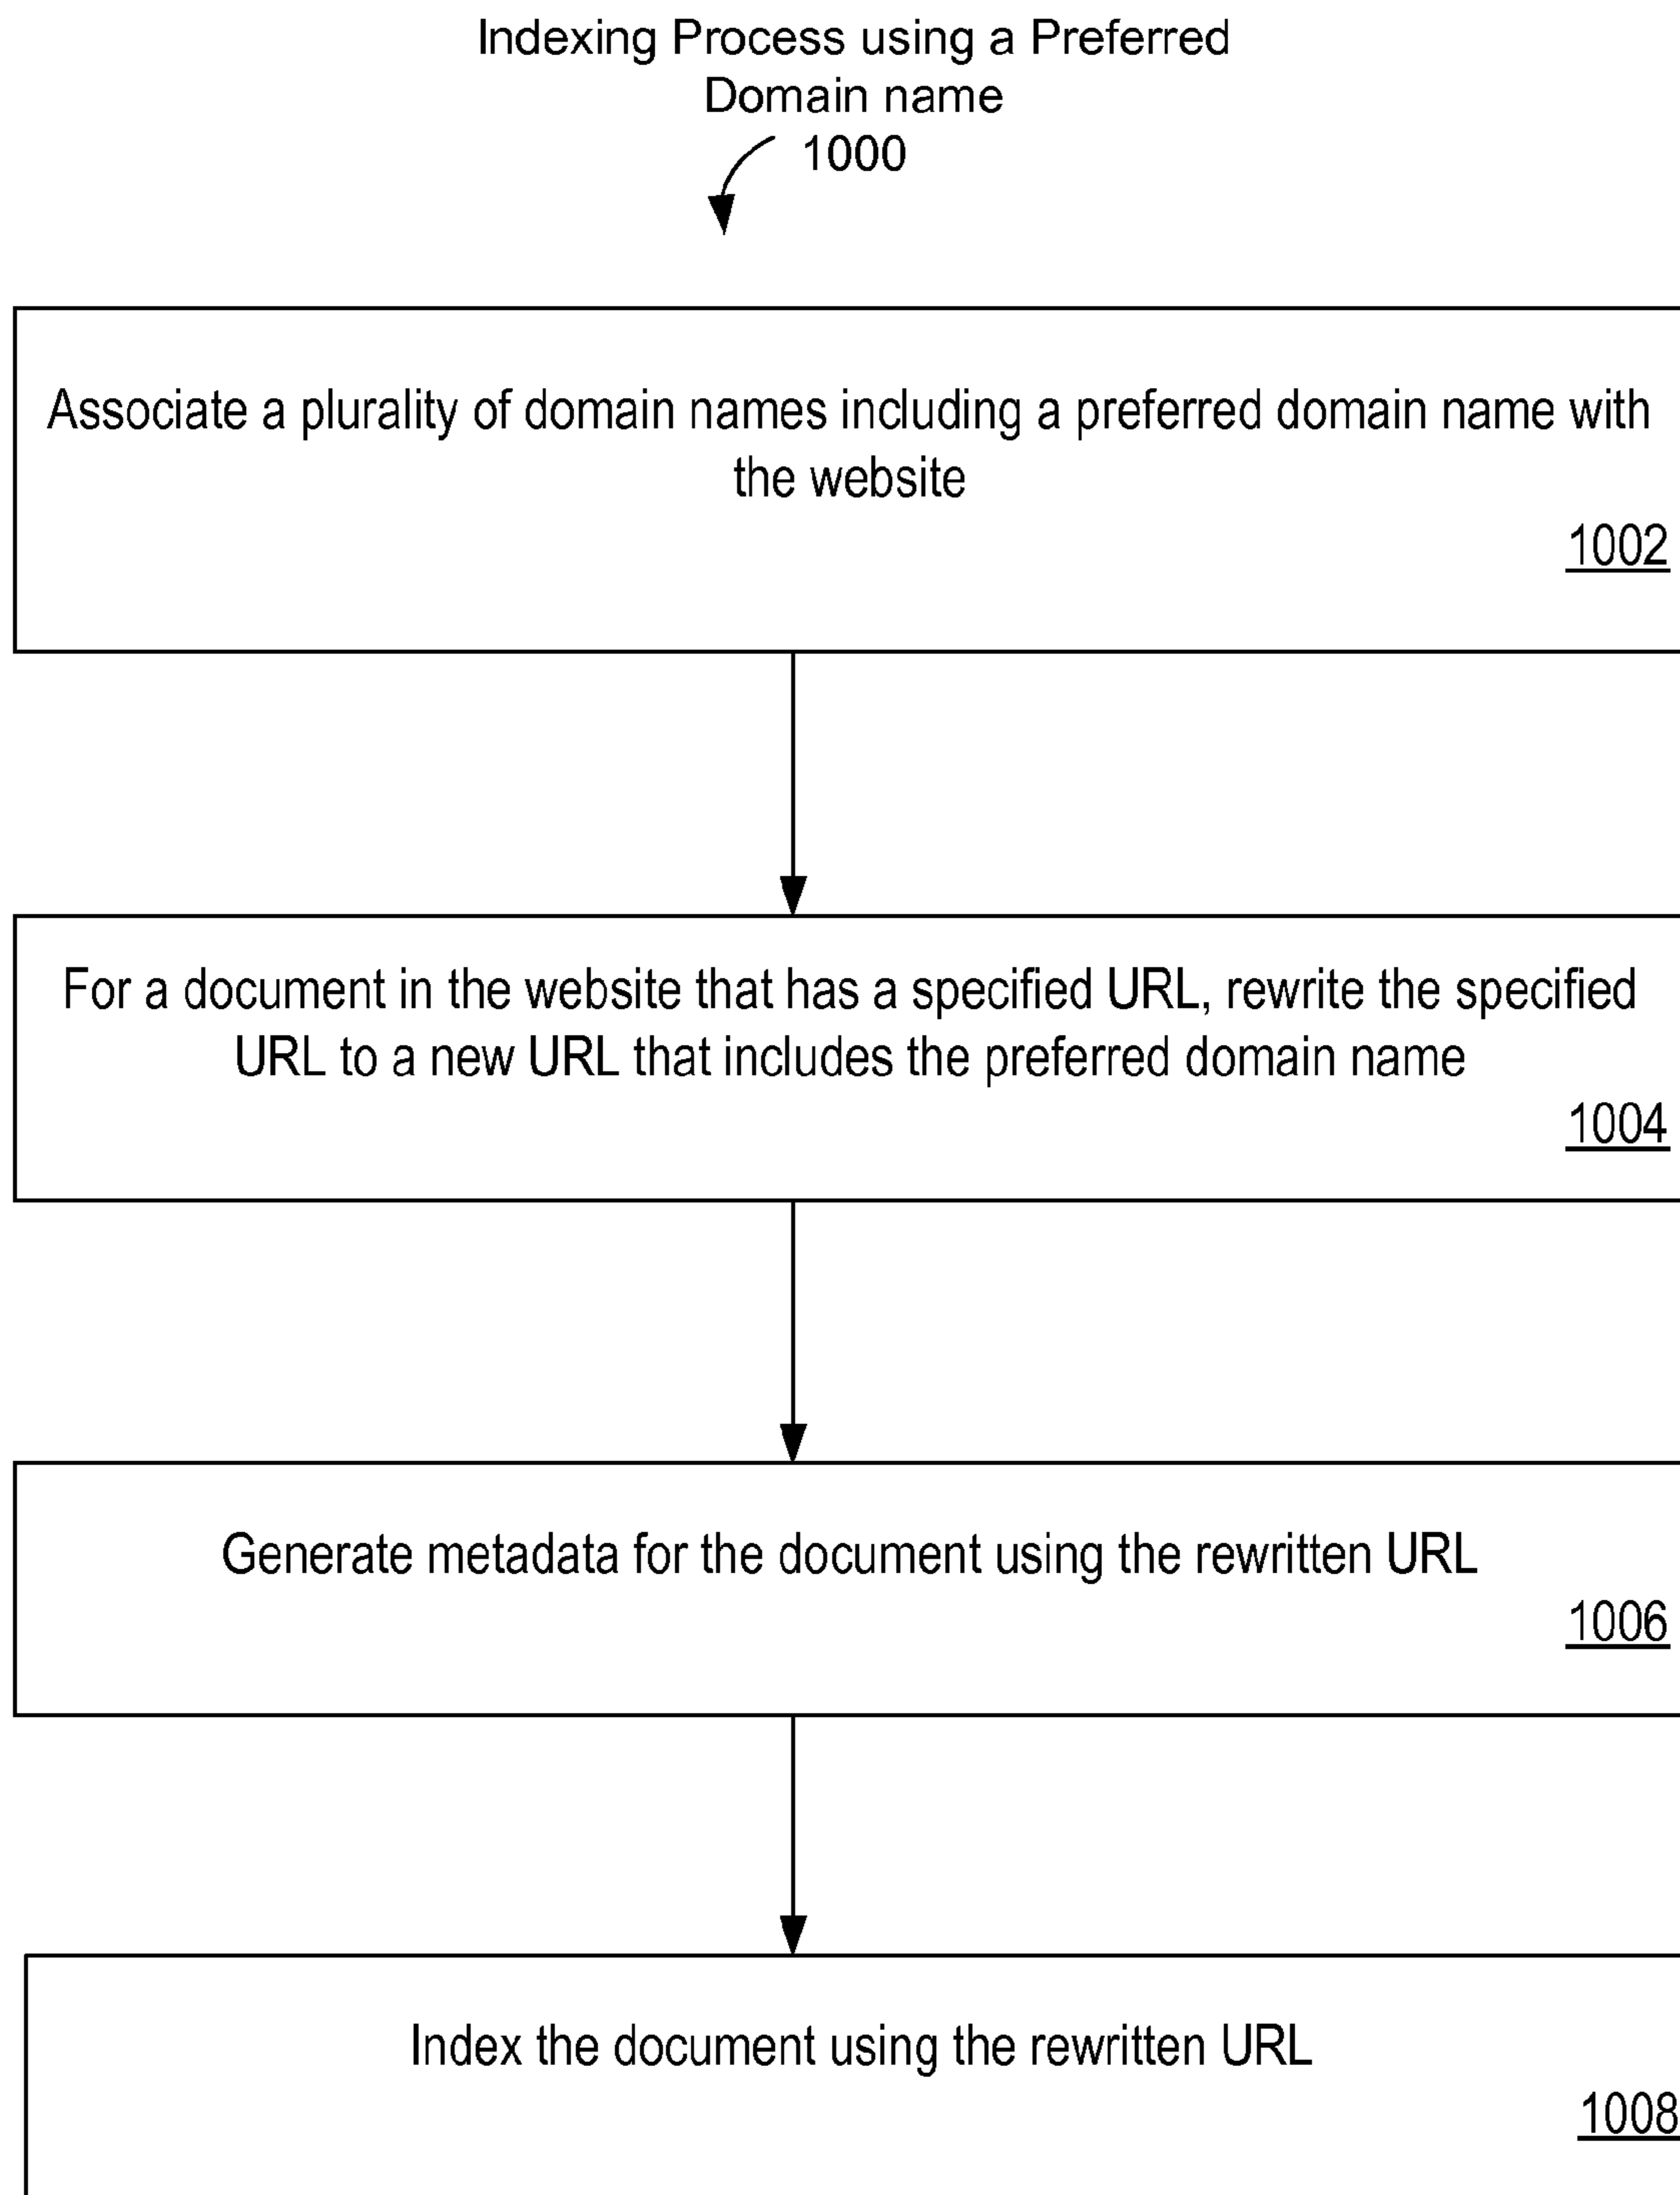 Indexing Process using a Preferred
Domain name
1000
Associate a plurality of domain names including a preferred domain name with
the website
1002
For a document in the website that has a specified URL, rewrite the specified
URL to a new URL that includes the preferred domain name
1004
Generate metadata for the document using the rewritten URL
1006
Index the document using the rewritten URL
1008